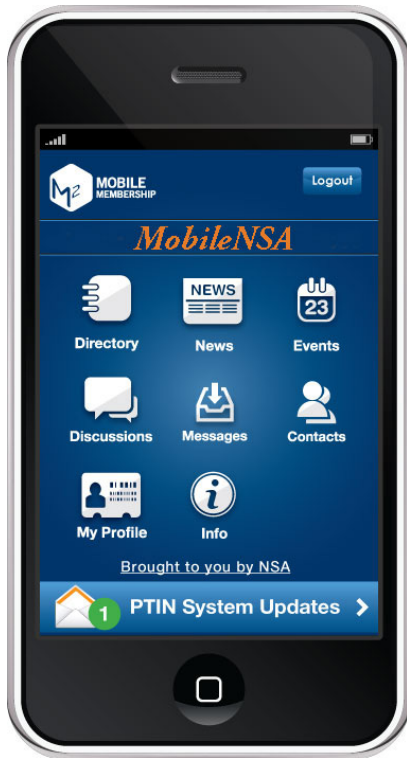 M2 MOBILE
MEMBERSHIP
Logout
MobileNSA
NEWS
23
Directory News Events
Discussions Messages Contacts
My Profile Info
i
Brought to you by NSA
1 PTIN System Updates